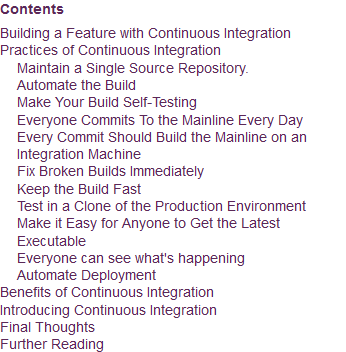 Contents
Building a Feature with Continuous Integration
Practices of Continuous Integration
Maintain a Single Source Repository.
Automate the Build
Make Your Build Self-Testing
Everyone Commits To the Mainline Every Day
Every Commit Should Build the Mainline on an
Integration Machine
Fix Broken Builds Immediately
Keep the Build Fast
Test in a Clone of the Production Environment
Make it Easy for Anyone to Get the Latest
Executable
Everyone can see what's happening
Automate Deployment
Benefits of Continuous Integration
Introducing Continuous Integration
Final Thoughts
Further Reading